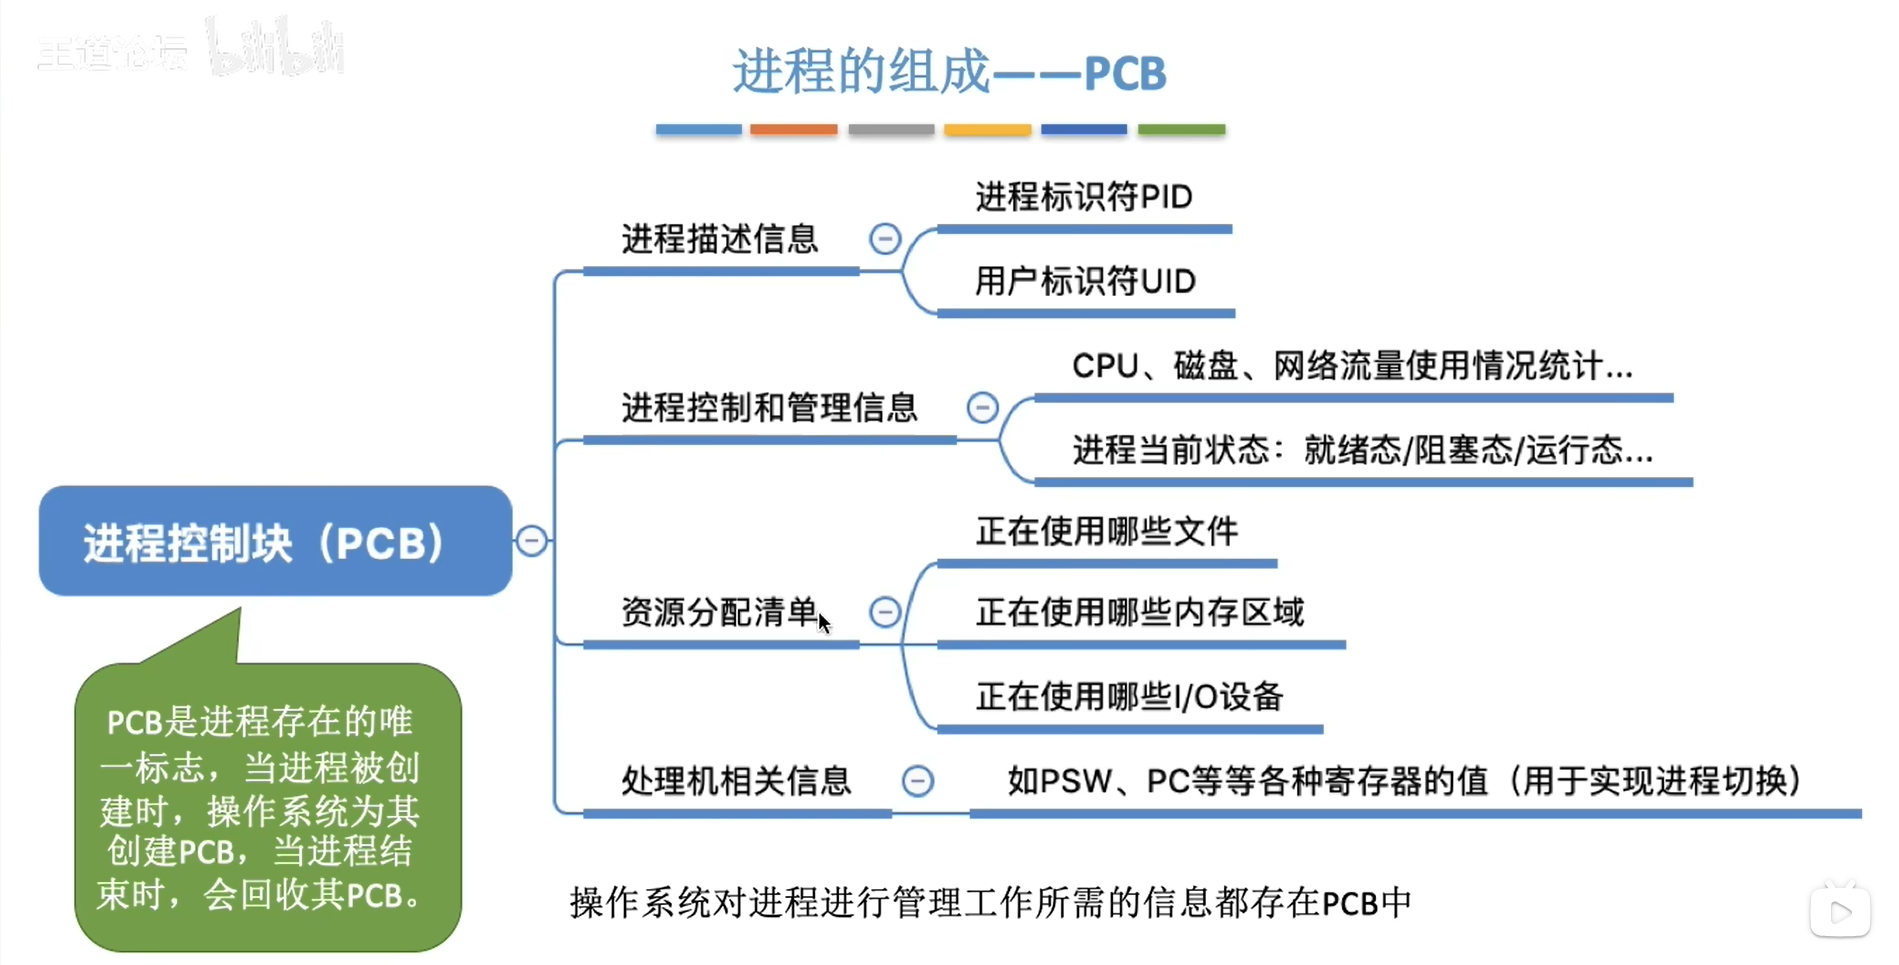 王道论坛 bilibili
进程的组成——PCB
进程标识符PID
进程描述信息
用户标识符UID
CPU、磁盘、网络流量使用情况统计...
进程控制和管理信息
进程当前状态：就绪态/阻塞态/运行态...
进程控制块（PCB）
正在使用哪些文件
资源分配清单
正在使用哪些内存区域
正在使用哪些I/O设备
处理机相关信息
如PSW、PC等等各种寄存器的值（用于实现进程切换）
PCB是进程存在的唯
一标志，当进程被创
建时，操作系统为其
创建PCB，当进程结
束时，会回收其PCB。
操作系统对进程进行管理工作所需的信息都存在PCB中